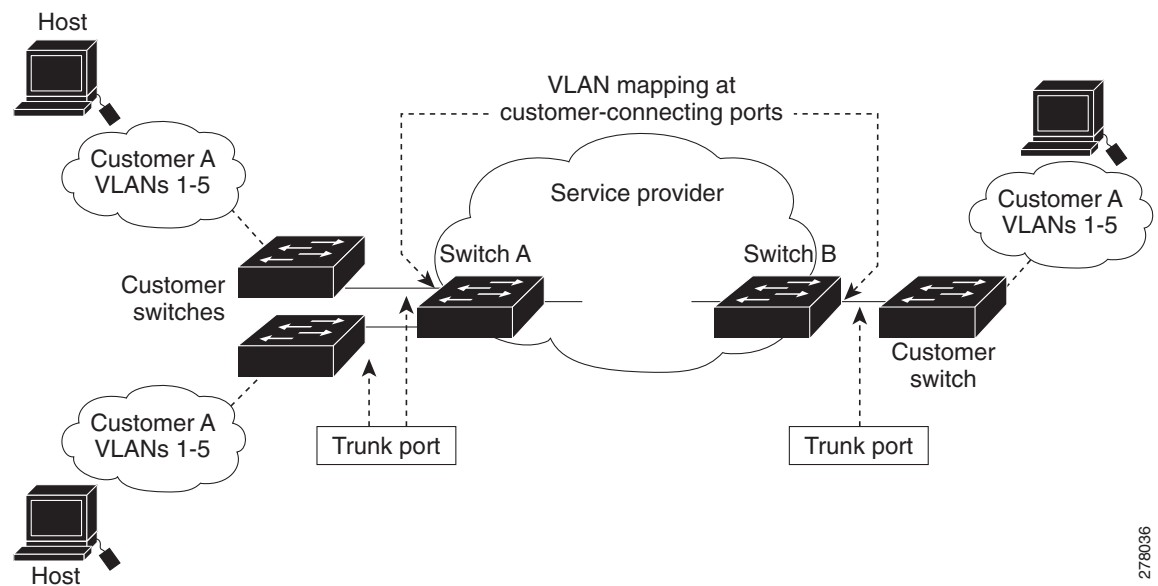 Host
VLAN mapping at
customer-connecting ports
Customer A
VLANs 1-5
Service provider
Customer A
VLANs 1-5
Switch A
Switch B
Customer
switches
Customer
switch
Customer A
VLANs 1-5
Trunk port
Trunk port
Host
278036